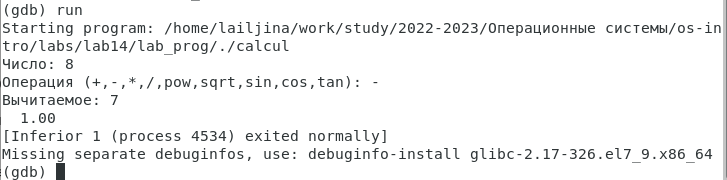 (gdb) run
Starting program: /home/lailjina/work/study/2022-2023/Операционные системы/os-in
tro/labs/lab14/lab_prog/./calcul
Число: 8
Операция (+,-,*,/,pow,sqrt,sin,cos,tan): -
Вычитаемое: 7
  1.00
[Inferior 1 (process 4534) exited normally]
Missing separate debuginfos, use: debuginfo-install glibc-2.17-326.el7_9.x86_64
(gdb)